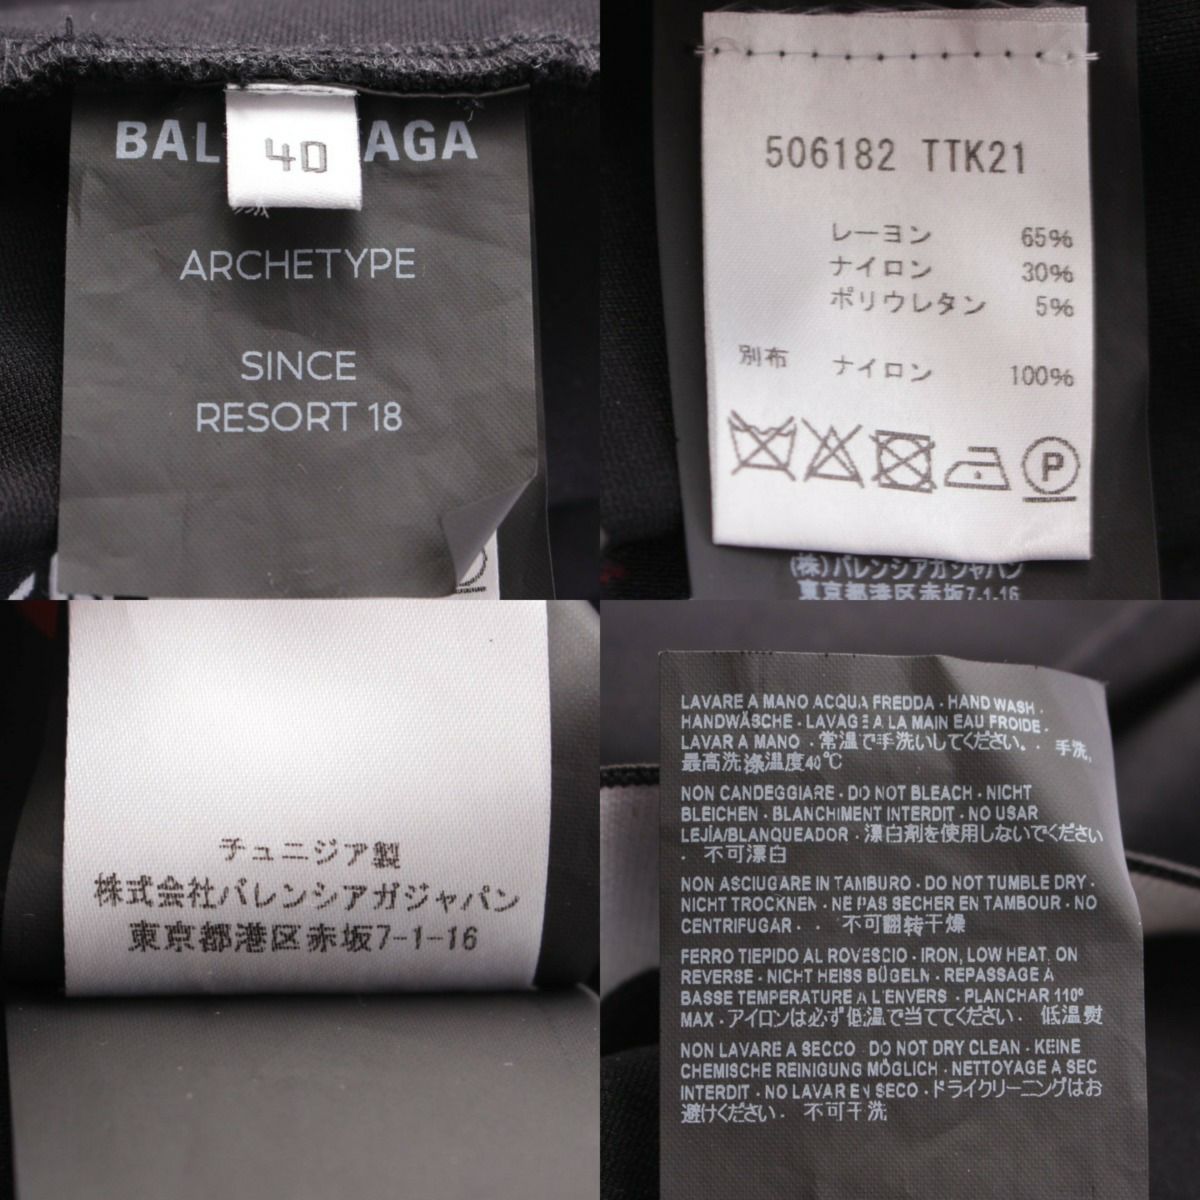 BAL AGA
40
ARCHETYPE
SINCE
RESORT 18
506182 TTK21
レーヨン 65%
ナイロン 30%
ポリウレタン 5%
別布 ナイロン 100%
P
(株)バレンシアガジャパン
東京都港区赤坂7-1-16
チュニジア製
株式会社バレンシアガジャパン
東京都港区赤坂7-1-16
LAVARE A MANO ACQUA FREDDA - HAND WASH -
HANDWÄSCHE - LAVAGE A LA MAIN EAU FROIDE -
LAVAR A MANO - 常温で手洗いしてください。- 手洗,
最高洗涤温度40℃
NON CANDEGGIARE - DO NOT BLEACH - NICHT
BLEICHEN - BLANCHIMENT INTERDIT - NO USAR
LEJÍA/BLANQUEADOR - 漂白剤を使用しないでください
- 不可漂白
NON ASCIUGARE IN TAMBURO - DO NOT TUMBLE DRY -
NICHT TROCKNEN - NE PAS SECHER EN TAMBOUR - NO
CENTRIFUGAR - - 不可翻转干燥
FERRO TIEPIDO AL ROVESCIO - IRON, LOW HEAT, ON
REVERSE - NICHT HEISS BÜGELN - REPASSAGE À
BASSE TEMPERATURE A L'ENVERS - PLANCHAR 110º
MAX - アイロンは必ず低温で当ててください - 低温熨
NON LAVARE A SECCO DO NOT DRY CLEAN - KEINE
CHEMISCHE REINIGUNG MÖGLICH - NETTOYAGE A SEC
INTERDIT - NO LAVAR EN SECO - ドライクリーニングはお
避けください - 不可干洗